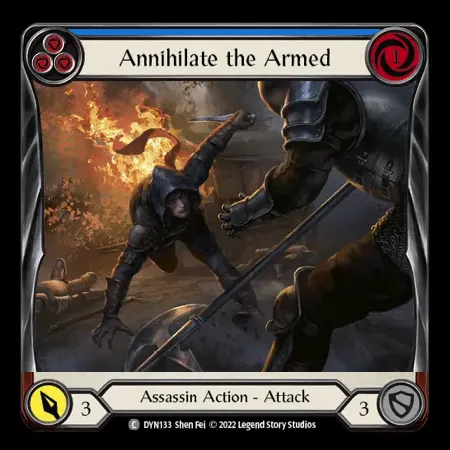 Annihilate the Armed
1
3
Assassin Action - Attack
3
C DYN133 Shen Fei © 2022 Legend Story Studios